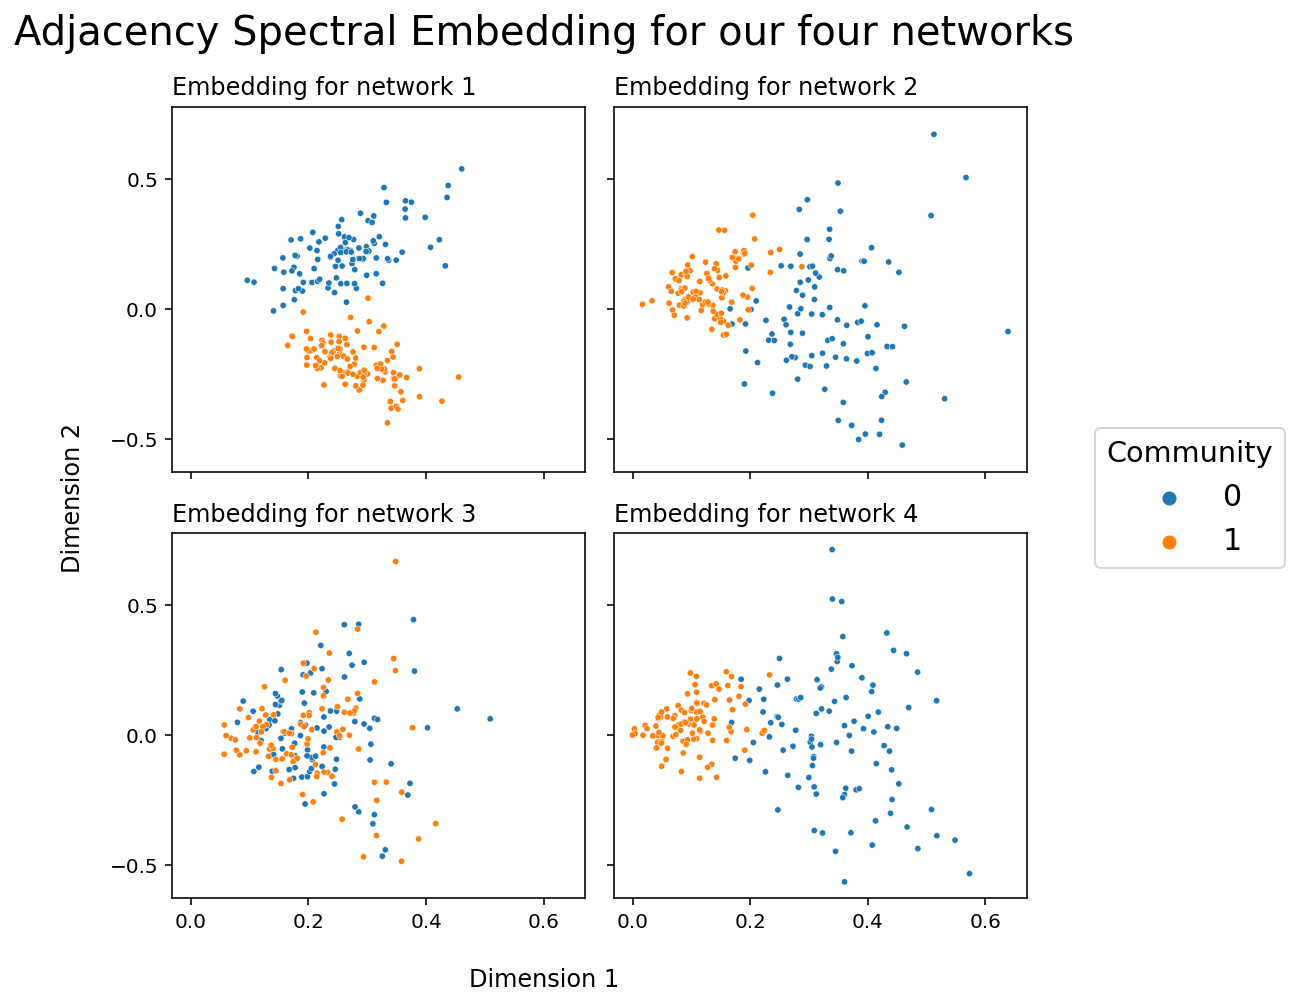 Adjacency Spectral Embedding for our four networks
Embedding for network 1
Embedding for network 2
0.5
0.0
−0.5
Dimension 2
Community
0
1
Embedding for network 3
Embedding for network 4
0.5
0.0
−0.5
0.0 0.2 0.4 0.6
0.0 0.2 0.4 0.6
Dimension 1